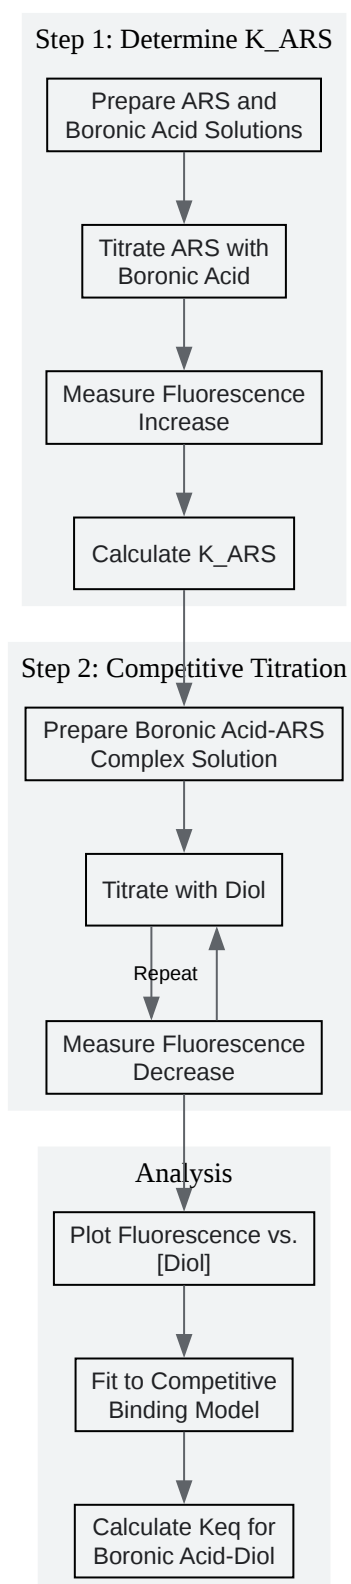 Step 1: Determine K_ARS
Prepare ARS and
Boronic Acid Solutions
Titrate ARS with
Boronic Acid
Measure Fluorescence
Increase
Calculate K_ARS
Step 2: Competitive Titration
Prepare Boronic Acid-ARS
Complex Solution
Titrate with Diol
Repeat
Measure Fluorescence
Decrease
Analysis
Plot Fluorescence vs.
[Diol]
Fit to Competitive
Binding Model
Calculate Keq for
Boronic Acid-Diol